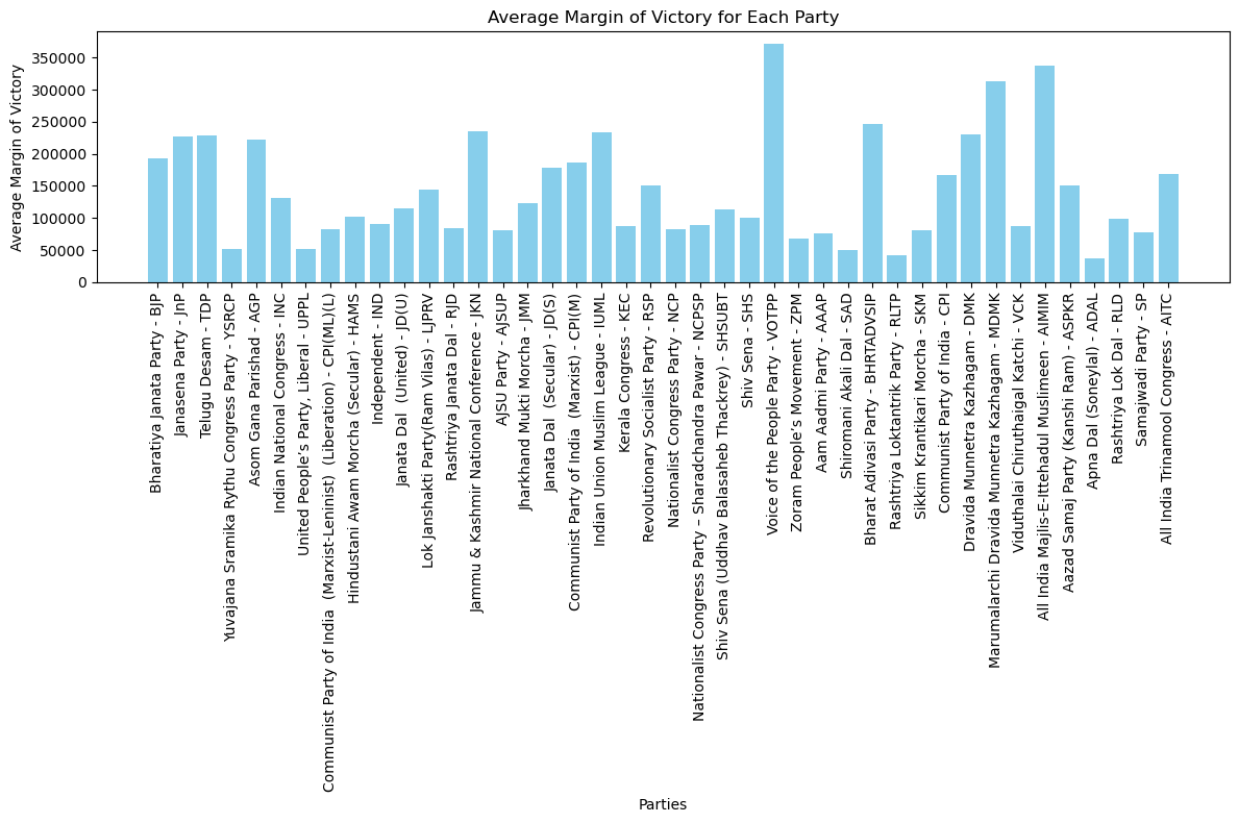 Average Margin of Victory for Each Party
Average Margin of Victory
350000
300000
250000
200000
150000
100000
50000
0
Bharatiya Janata Party - BJP
Janasena Party - JnP
Telugu Desam - TDP
Yuvajana Sramika Rythu Congress Party - YSRCP
Asom Gana Parishad - AGP
Indian National Congress - INC
United People’s Party, Liberal - UPPL
Communist Party of India  (Marxist-Leninist)  (Liberation) - CPI(ML)(L)
Hindustani Awam Morcha (Secular) - HAMS
Independent - IND
Janata Dal  (United) - JD(U)
Lok Janshakti Party(Ram Vilas) - LJPRV
Rashtriya Janata Dal - RJD
Jammu & Kashmir National Conference - JKN
AJSU Party - AJSUP
Jharkhand Mukti Morcha - JMM
Janata Dal  (Secular) - JD(S)
Communist Party of India  (Marxist) - CPI(M)
Indian Union Muslim League - IUML
Kerala Congress - KEC
Revolutionary Socialist Party - RSP
Nationalist Congress Party - NCP
Nationalist Congress Party – Sharadchandra Pawar - NCPSP
Shiv Sena (Uddhav Balasaheb Thackrey) - SHSUBT
Shiv Sena - SHS
Voice of the People Party - VOTPP
Zoram People’s Movement - ZPM
Aam Aadmi Party - AAAP
Shiromani Akali Dal - SAD
Bharat Adivasi Party - BHRTADVSIP
Rashtriya Loktantrik Party - RLTP
Sikkim Krantikari Morcha - SKM
Communist Party of India - CPI
Dravida Munnetra Kazhagam - DMK
Marumalarchi Dravida Munnetra Kazhagam - MDMK
Viduthalai Chiruthaigal Katchi - VCK
All India Majlis-E-Ittehadul Muslimeen - AIMIM
Aazad Samaj Party (Kanshi Ram) - ASPKR
Apna Dal (Soneylal) - ADAL
Rashtriya Lok Dal - RLD
Samajwadi Party - SP
All India Trinamool Congress - AITC
Parties